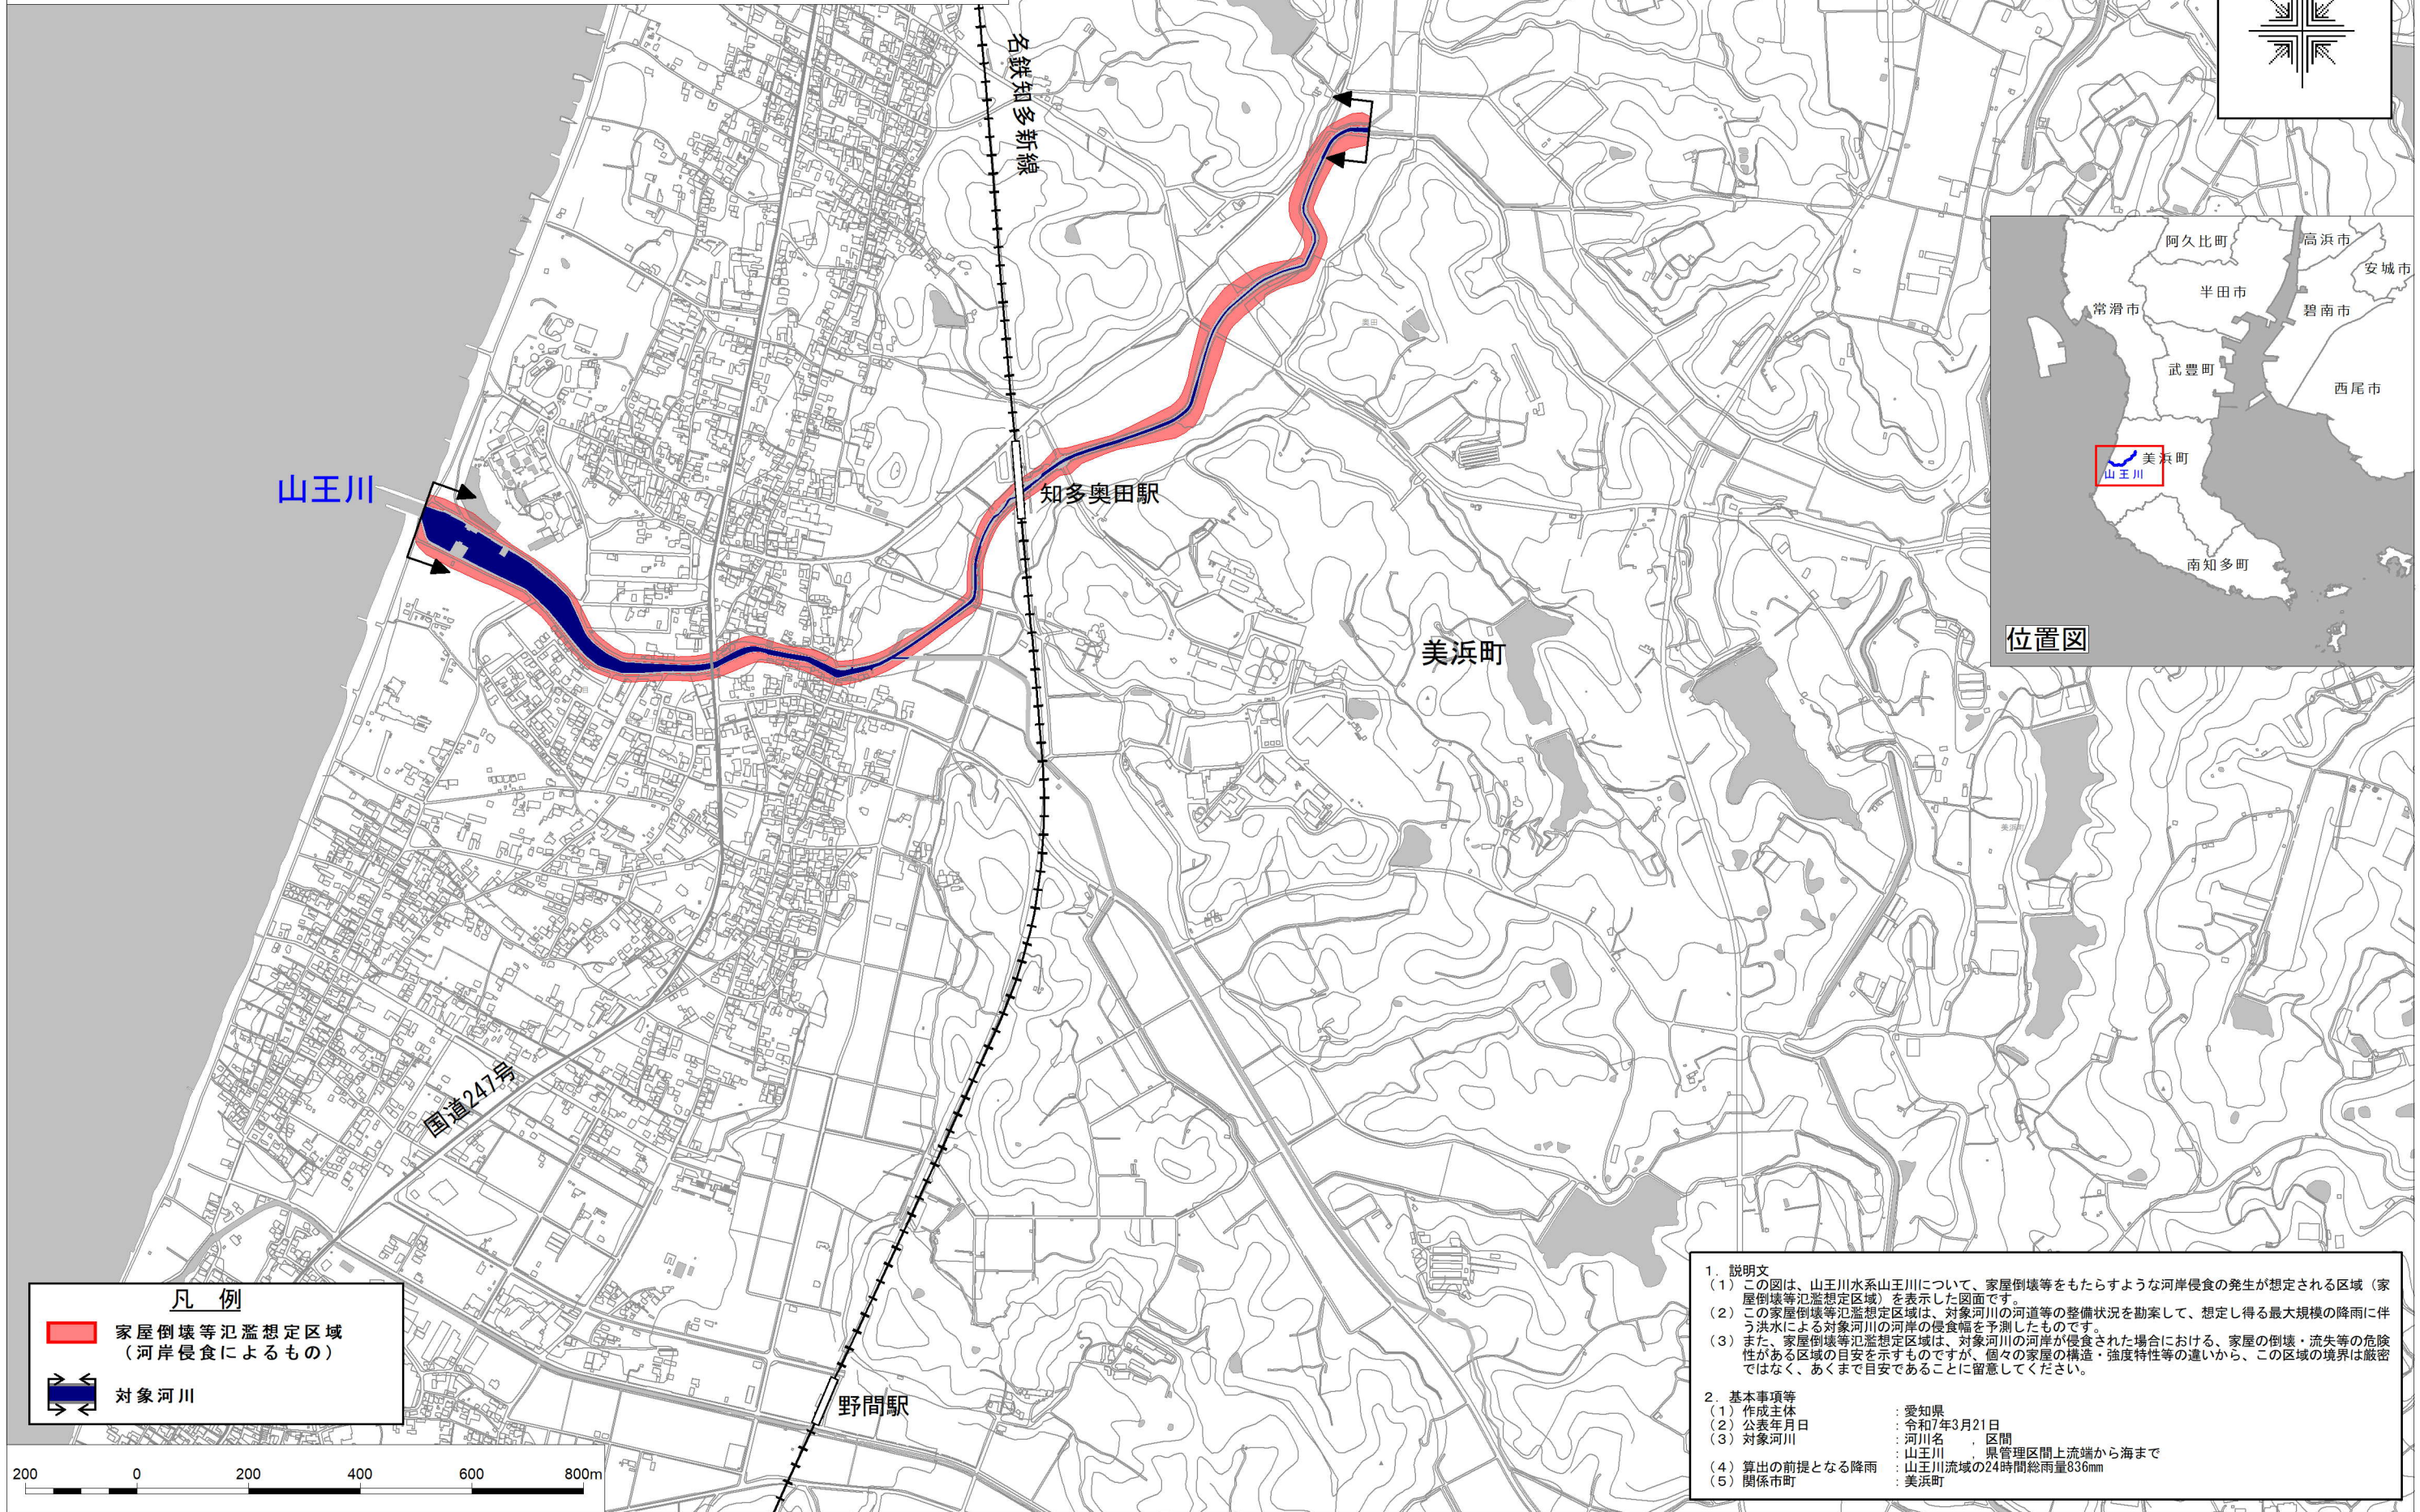 名鉄知多新線
山王川
知多奥田駅
奥田
美浜町
国道247号
野間駅
阿久比町
高浜市
安城市
半田市
常滑市
碧南市
武豊町
西尾市
美浜町
山王川
南知多町
位置図
凡 例
家屋倒壊等氾濫想定区域
(河岸侵食によるもの)
対象河川
200 0 200 400 600 800m
1．説明文
(1) この図は、山王川水系山王川について、家屋倒壊等をもたらすような河岸侵食の発生が想定される区域（家
屋倒壊等氾濫想定区域）を表示した図面です。
(2) この家屋倒壊等氾濫想定区域は、対象河川の河道等の整備状況を勘案して、想定し得る最大規模の降雨に伴
う洪水による対象河川の河岸の侵食幅を予測したものです。
(3) また、家屋倒壊等氾濫想定区域は、対象河川の河岸が侵食された場合における、家屋の倒壊・流失等の危険
性がある区域の目安を示すものですが、個々の家屋の構造・強度特性等の違いから、この区域の境界は厳密
ではなく、あくまで目安であることに留意してください。
2．基本事項等
(1) 作成主体 : 愛知県
(2) 公表年月日 : 令和7年3月21日
(3) 対象河川 : 河川名 ， 区間
: 山王川 ， 県管理区間上流端から海まで
(4) 算出の前提となる降雨 : 山王川流域の24時間総雨量836mm
(5) 関係市町 : 美浜町